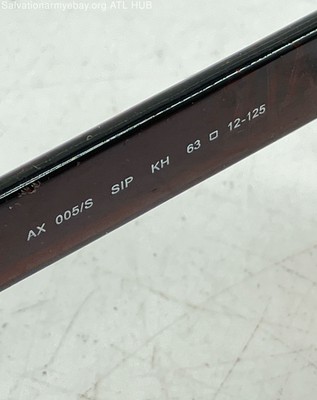 Salvationarmyebay.org ATL HUB
AX 005/S SIP KH 63 □ 12-125